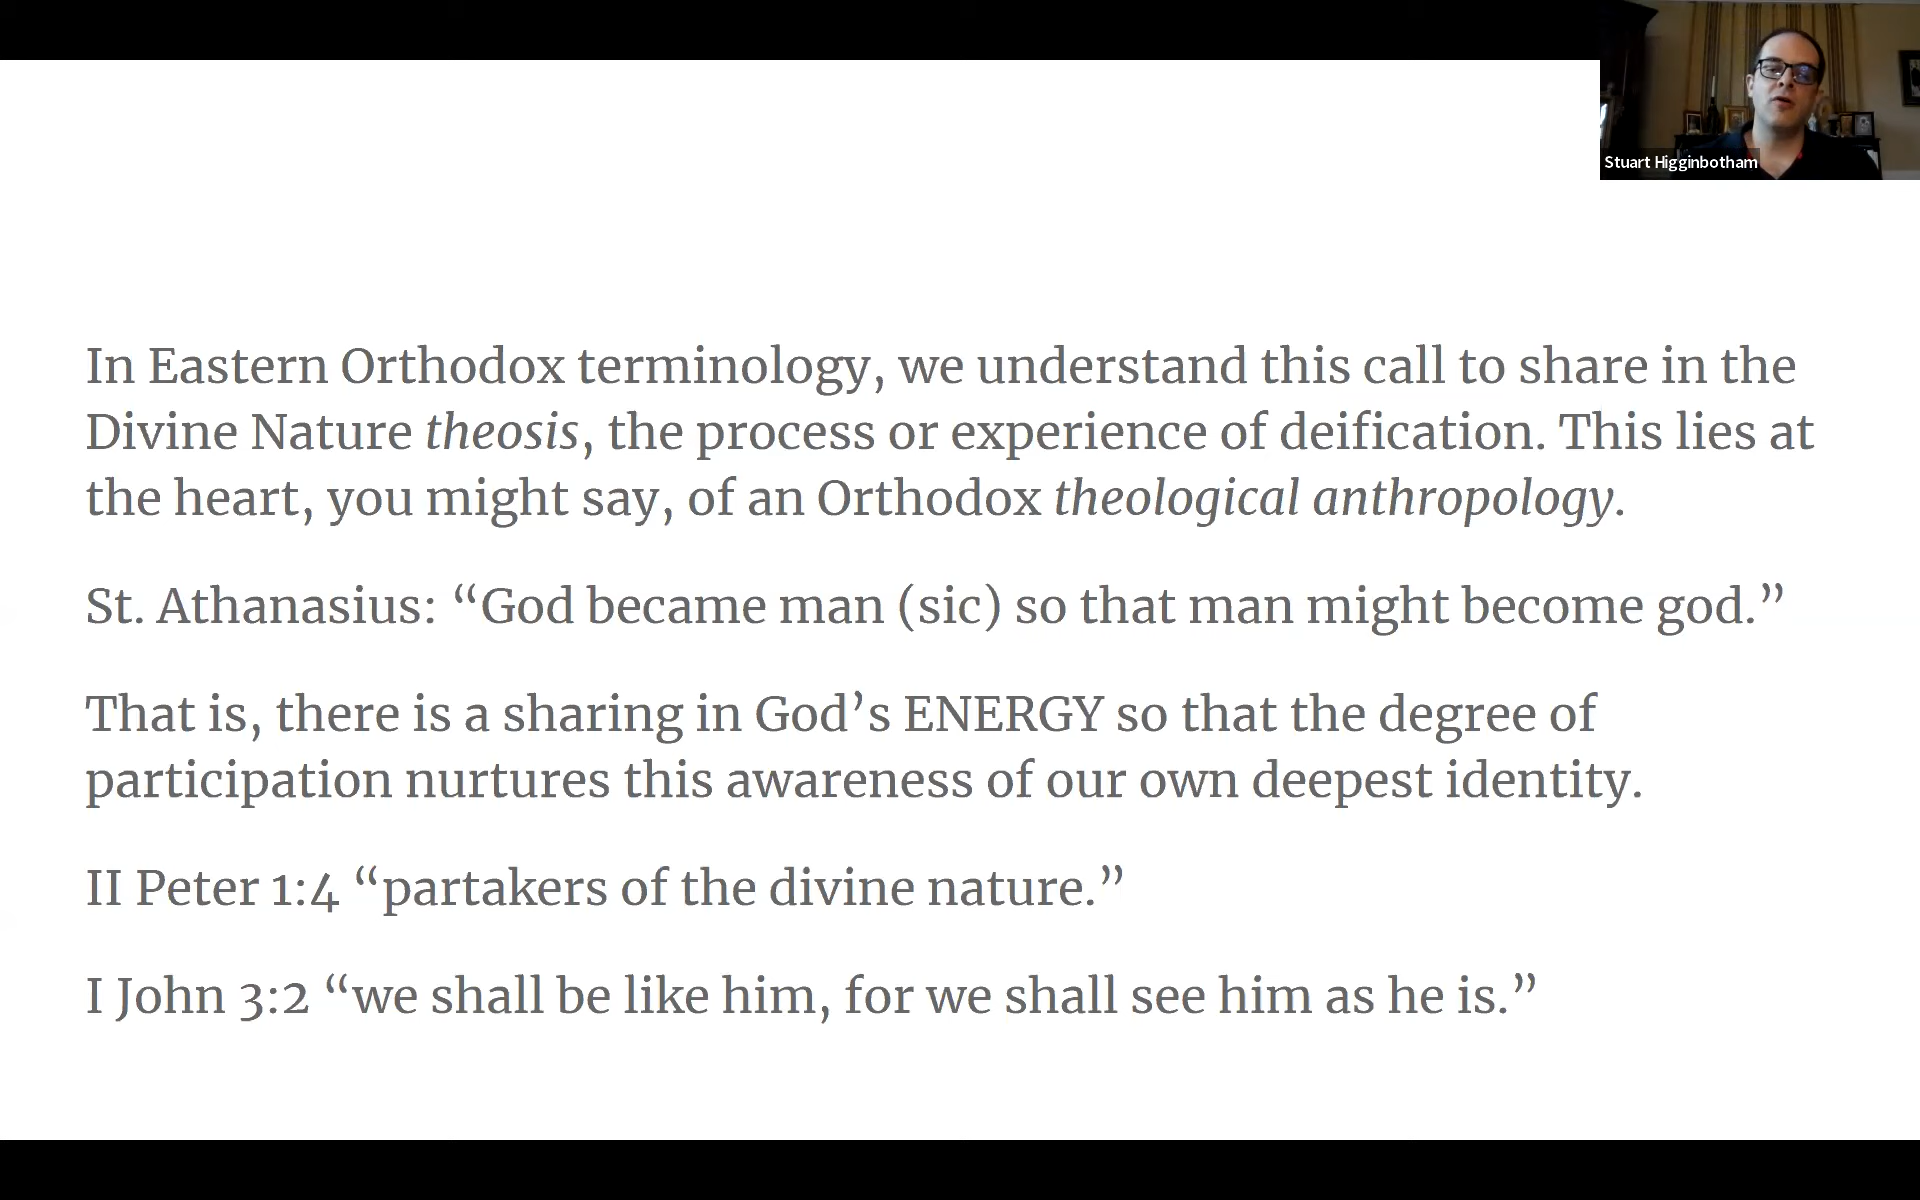 Stuart Higginbotham
In Eastern Orthodox terminology, we understand this call to share in the
Divine Nature theosis, the process or experience of deification. This lies at
the heart, you might say, of an Orthodox theological anthropology.
St. Athanasius: “God became man (sic) so that man might become god.”
That is, there is a sharing in God’s ENERGY so that the degree of
participation nurtures this awareness of our own deepest identity.
II Peter 1:4 “partakers of the divine nature.”
I John 3:2 “we shall be like him, for we shall see him as he is.”